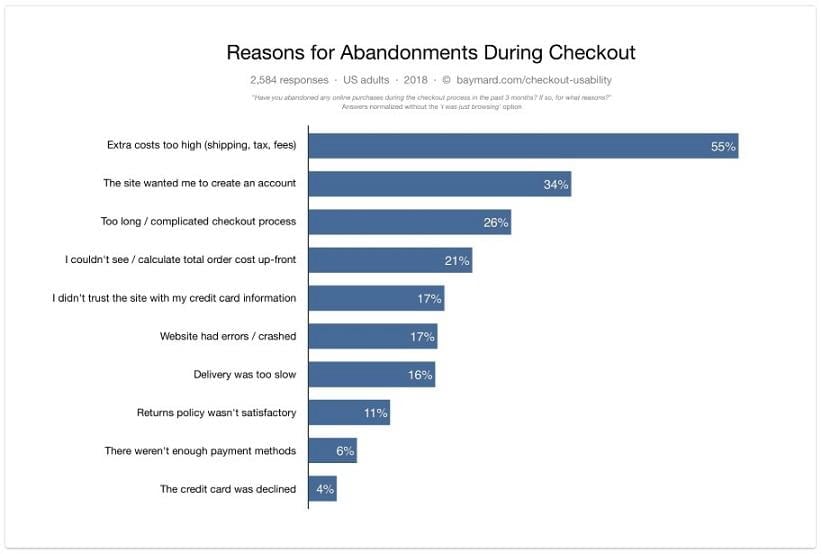 Reasons for Abandonments During Checkout
2,584 responses · US adults · 2018 · © baymard.com/checkout-usability
"Have you abandoned any online purchases during the checkout process in the past 3 months? If so, for what reasons?"
Answers normalized without the 'I was just browsing' option
Extra costs too high (shipping, tax, fees) 55%
The site wanted me to create an account 34%
Too long / complicated checkout process 26%
I couldn't see / calculate total order cost up-front 21%
I didn't trust the site with my credit card information 17%
Website had errors / crashed 17%
Delivery was too slow 16%
Returns policy wasn't satisfactory 11%
There weren't enough payment methods 6%
The credit card was declined 4%